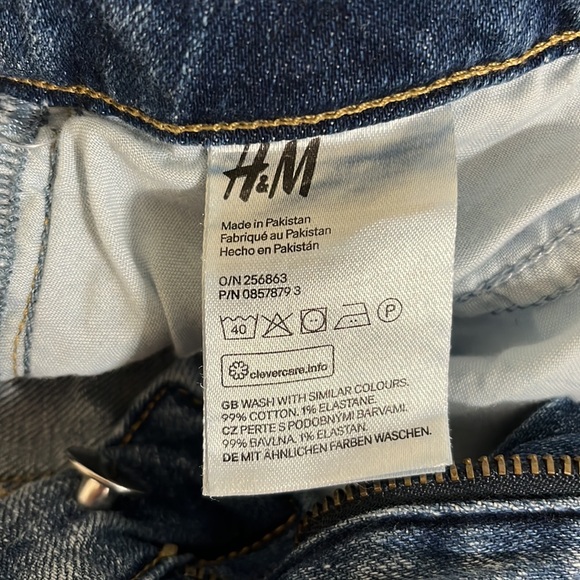 H&M
Made in Pakistan
Fabriqué au Pakistan
Hecho en Pakistán
O/N 256863
P/N 0857879 3
40 P
clevercare.info
GB WASH WITH SIMILAR COLOURS.
99% COTTON. 1% ELASTANE.
CZ PERTE S PODOBNÝMI BARVAMI.
99% BAVLNA. 1% ELASTAN.
DE MIT ÄHNLICHEN FARBEN WASCHEN.